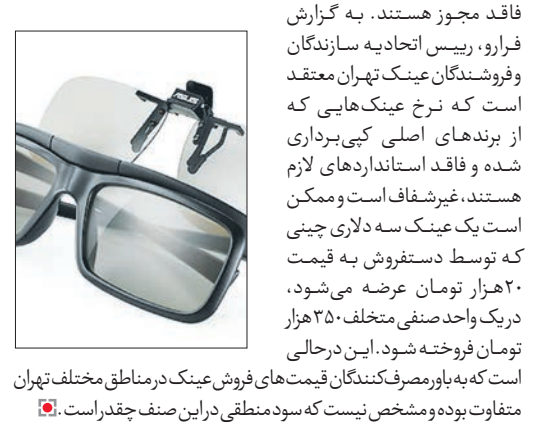 فاقد مجوز هستند. به گزارش
فرارو، رییس اتحادیه سازندگان
وفروشندگان عینک تهران معتقد
است که نرخ عینک‌هایی که
از برندهای اصلی کپی‌برداری
شده و فاقد استانداردهای لازم
هستند، غیرشفاف است و ممکن
است یک عینک سه دلاری چینی
که توسط دستفروش به قیمت
۲۰هزار تومان عرضه می‌شود،
در یک واحد صنفی متخلف ۳۵۰هزار
تومان فروخته شود. این درحالی
است که به باور مصرف‌کنندگان قیمت‌های فروش عینک در مناطق مختلف تهران
متفاوت بوده و مشخص نیست که سود منطقی در این صنف چقدر است.